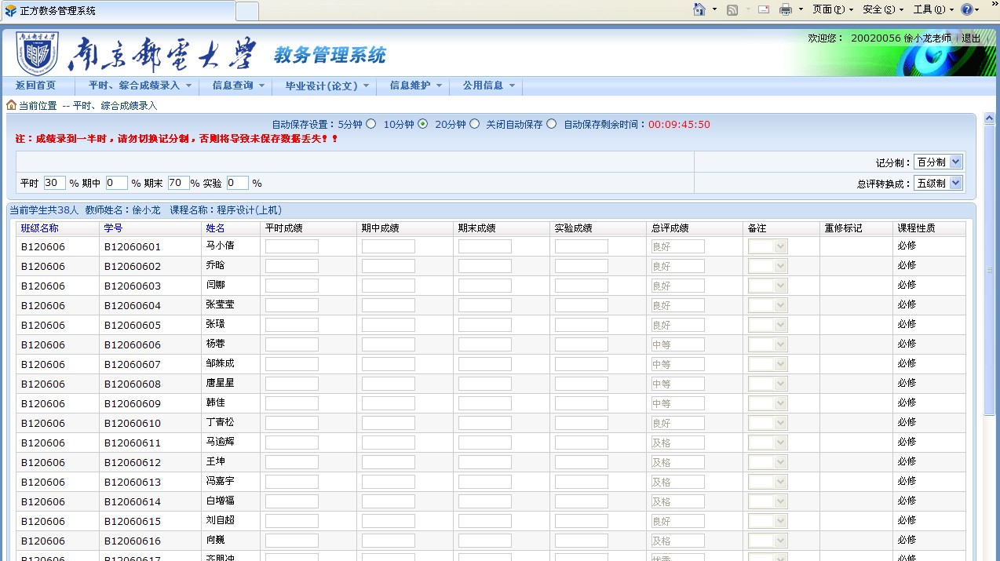 正方教务管理系统
页面(P) 安全(S) 工具(O)
欢迎您： 20020056 徐小龙老师 退出
南京邮电大学
南京郵電大學 教务管理系统
返回首页 平时、综合成绩录入 信息查询 毕业设计(论文) 信息维护 公用信息
当前位置 -- 平时、综合成绩录入
自动保存设置：5分钟 10分钟 20分钟 关闭自动保存 自动保存剩余时间：00:09:45:50
注：成绩录到一半时，请勿切换记分制，否则将导致未保存数据丢失！！
记分制： 百分制
平时 30 % 期中 0 % 期末 70 % 实验 0 % 总评转换成： 五级制
当前学生共38人 教师姓名：徐小龙 课程名称：程序设计(上机)
班级名称 学号 姓名 平时成绩 期中成绩 期末成绩 实验成绩 总评成绩 备注 重修标记 课程性质
B120606 B12060601 马小倩 良好 必修
B120606 B12060602 乔晗 良好 必修
B120606 B12060603 闫娜 良好 必修
B120606 B12060604 张莹莹 良好 必修
B120606 B12060605 张璟 良好 必修
B120606 B12060606 杨蓉 中等 必修
B120606 B12060607 邹姝成 中等 必修
B120606 B12060608 唐星星 中等 必修
B120606 B12060609 韩佳 中等 必修
B120606 B12060610 丁青松 良好 必修
B120606 B12060611 马逾辉 及格 必修
B120606 B12060612 王坤 及格 必修
B120606 B12060613 冯嘉宇 及格 必修
B120606 B12060614 白增福 及格 必修
B120606 B12060615 刘自超 良好 必修
B120606 B12060616 向巍 及格 必修
B120606 B12060617 优秀 必修